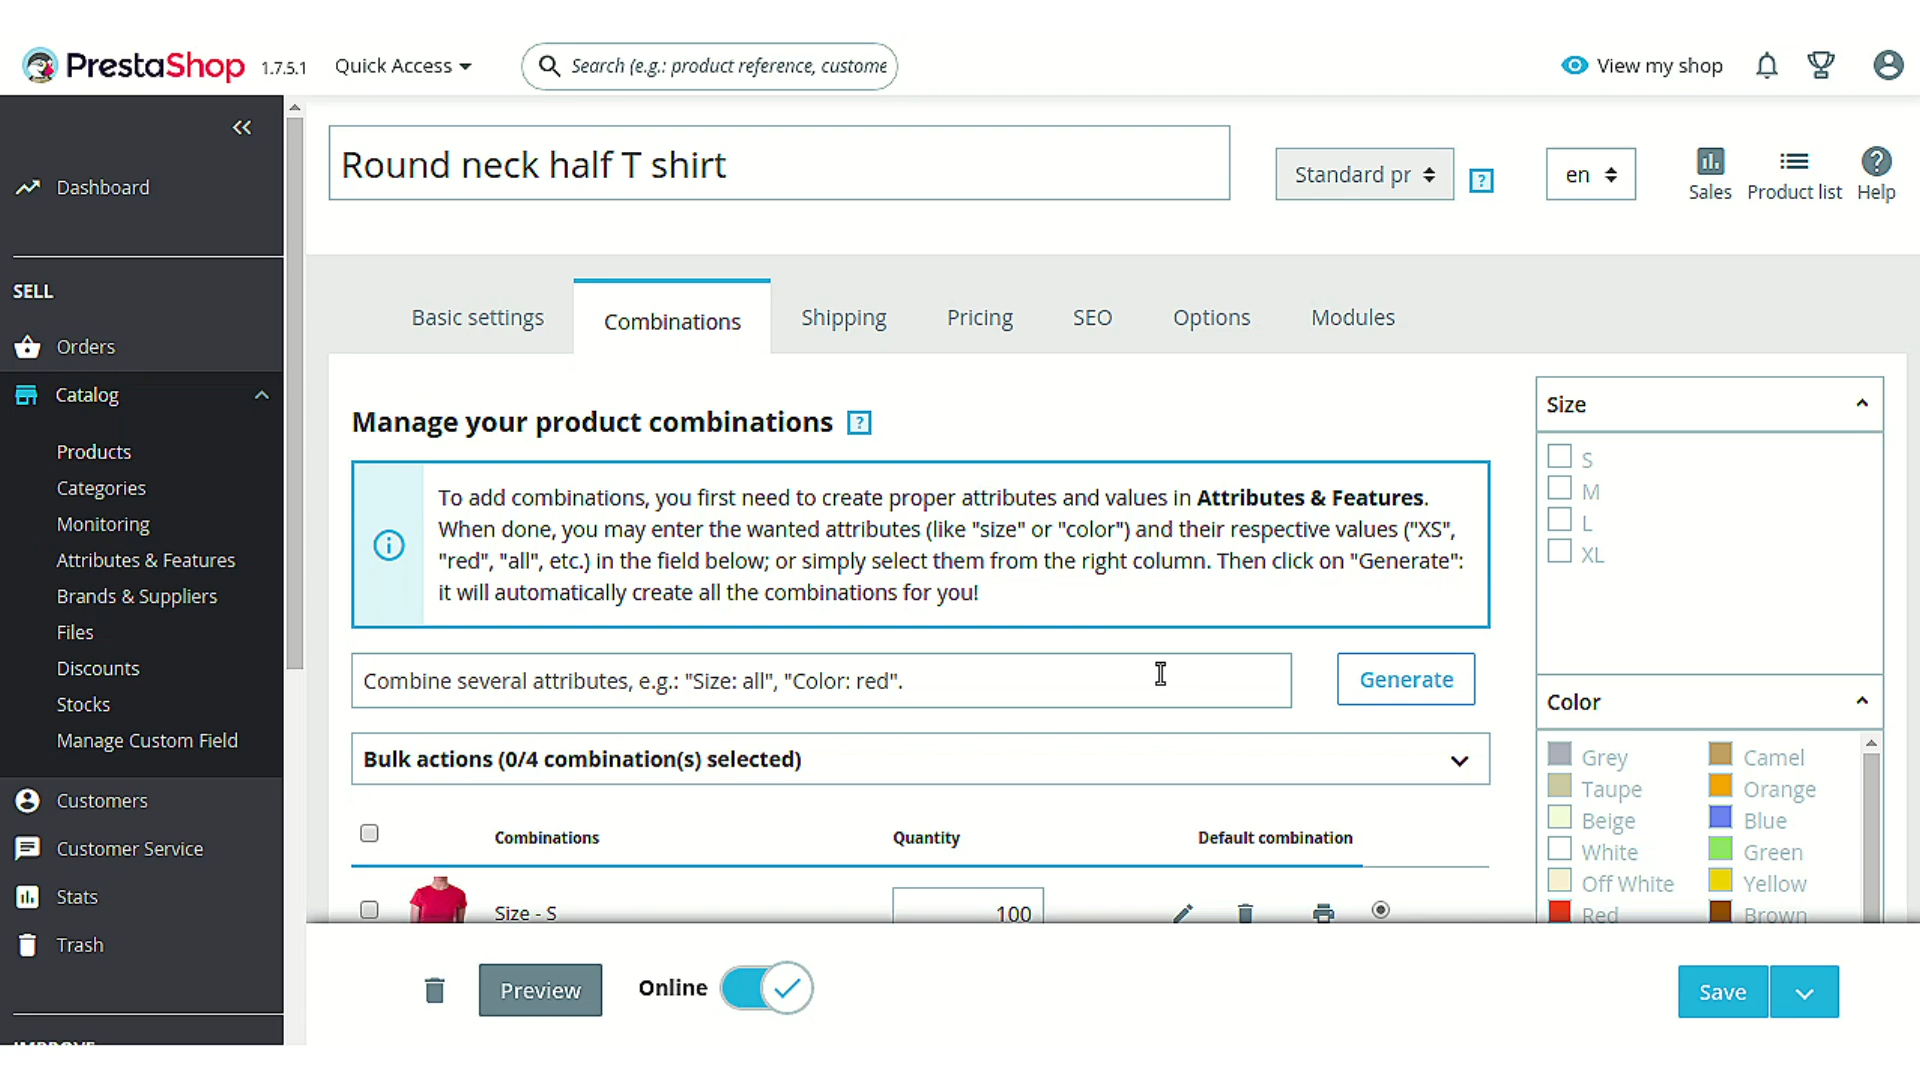 PrestaShop 1.7.5.1 Quick Access Search (e.g.: product reference, custome View my shop
Dashboard
SELL
Orders
Catalog
Products
Categories
Monitoring
Attributes & Features
Brands & Suppliers
Files
Discounts
Stocks
Manage Custom Field
Customers
Customer Service
Stats
Trash
Round neck half T shirt
Standard pr ? en
Sales Product list Help
Basic settings Combinations Shipping Pricing SEO Options Modules
Manage your product combinations ?
To add combinations, you first need to create proper attributes and values in Attributes & Features.
When done, you may enter the wanted attributes (like "size" or "color") and their respective values ("XS",
"red", "all", etc.) in the field below; or simply select them from the right column. Then click on "Generate":
it will automatically create all the combinations for you!
Combine several attributes, e.g.: "Size: all", "Color: red". Generate
Bulk actions (0/4 combination(s) selected)
Combinations Quantity Default combination
Size - S 100
Size
S
M
L
XL
Color
Grey Camel
Taupe Orange
Beige Blue
White Green
Off White Yellow
Red Brown
Preview Online Save